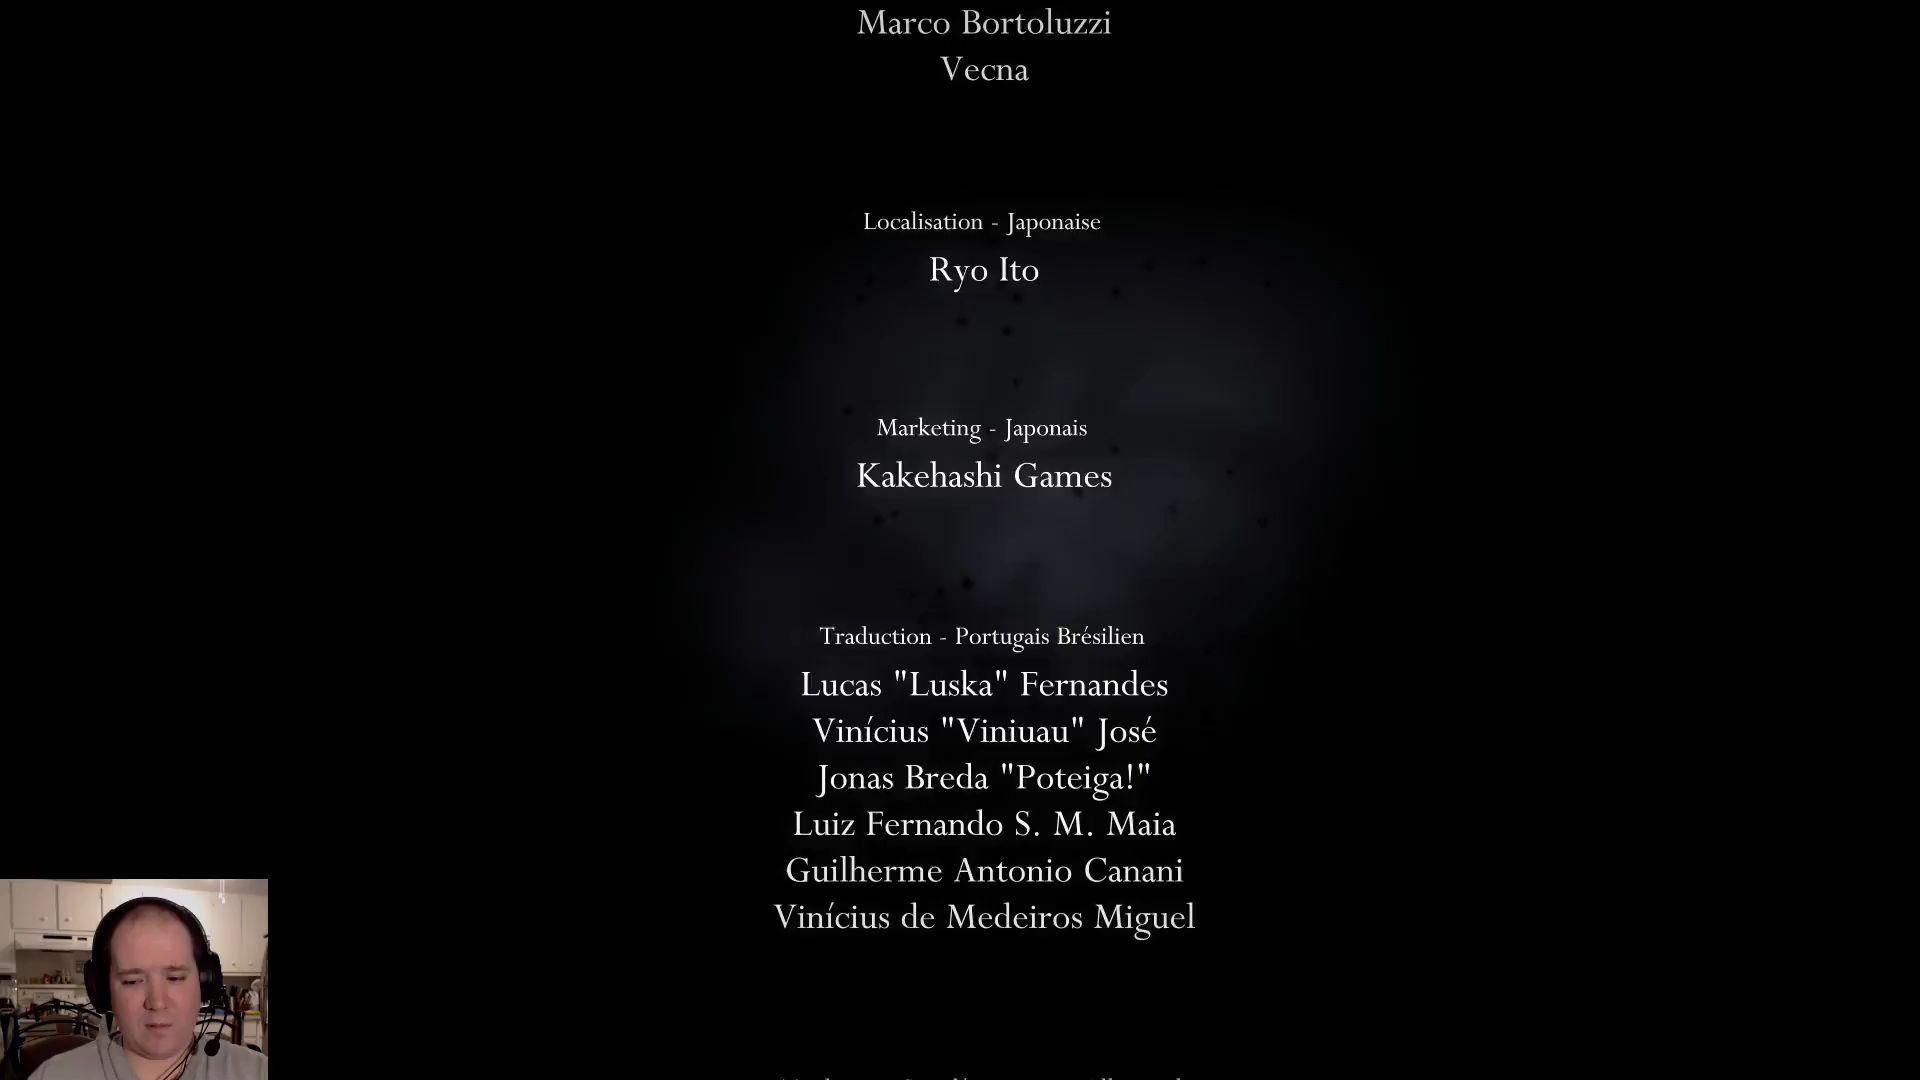 Marco Bortoluzzi
Vecna
Localisation - Japonaise
Ryo Ito
Marketing - Japonais
Kakehashi Games
Traduction - Portugais Brésilien
Lucas "Luska" Fernandes
Vinícius "Viniuau" José
Jonas Breda "Poteiga!"
Luiz Fernando S. M. Maia
Guilherme Antonio Canani
Vinícius de Medeiros Miguel